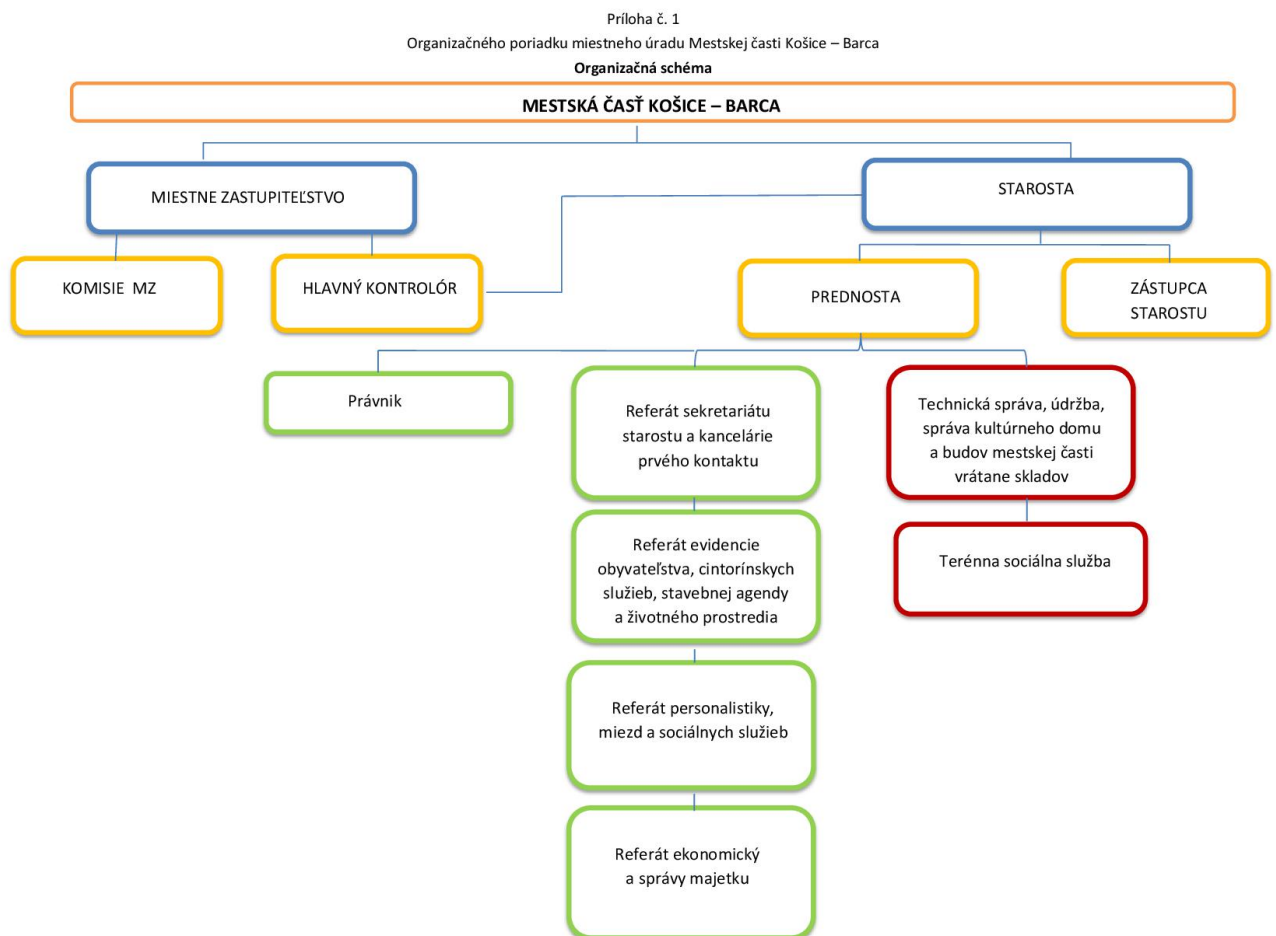 Príloha č. 1
Organizačného poriadku miestneho úradu Mestskej časti Košice – Barca
Organizačná schéma
MESTSKÁ ČASŤ KOŠICE – BARCA
MIESTNE ZASTUPITEĽSTVO
STAROSTA
KOMISIE MZ
HLAVNÝ KONTROLÓR
PREDNOSTA
ZÁSTUPCA
STAROSTU
Právnik
Referát sekretariátu
starostu a kancelárie
prvého kontaktu
Technická správa, údržba,
správa kultúrneho domu
a budov mestskej časti
vrátane skladov
Referát evidencie
obyvateľstva, cintorínskych
služieb, stavebnej agendy
a životného prostredia
Terénna sociálna služba
Referát personalistiky,
miezd a sociálnych služieb
Referát ekonomický
a správy majetku